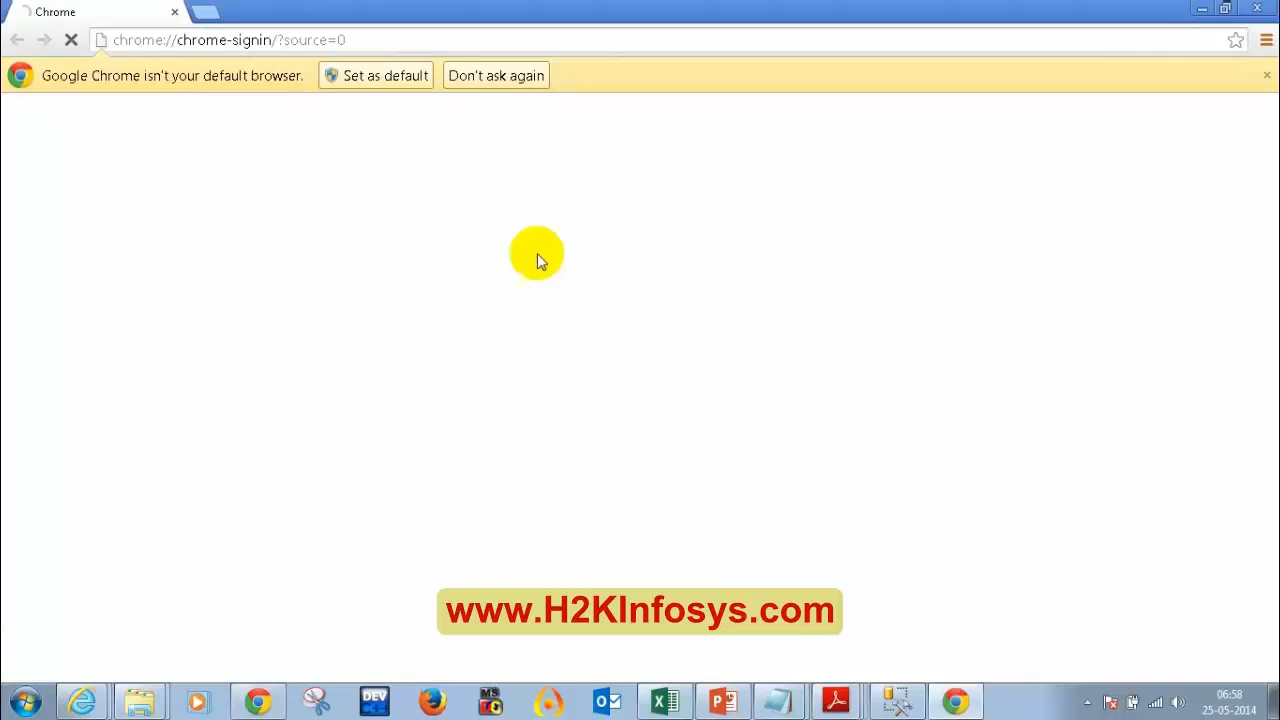 Chrome
chrome://chrome-signin/?source=0
Google Chrome isn't your default browser. Set as default Don't ask again
www.H2KInfosys.com
DEV
MS
06:58
25-05-2014